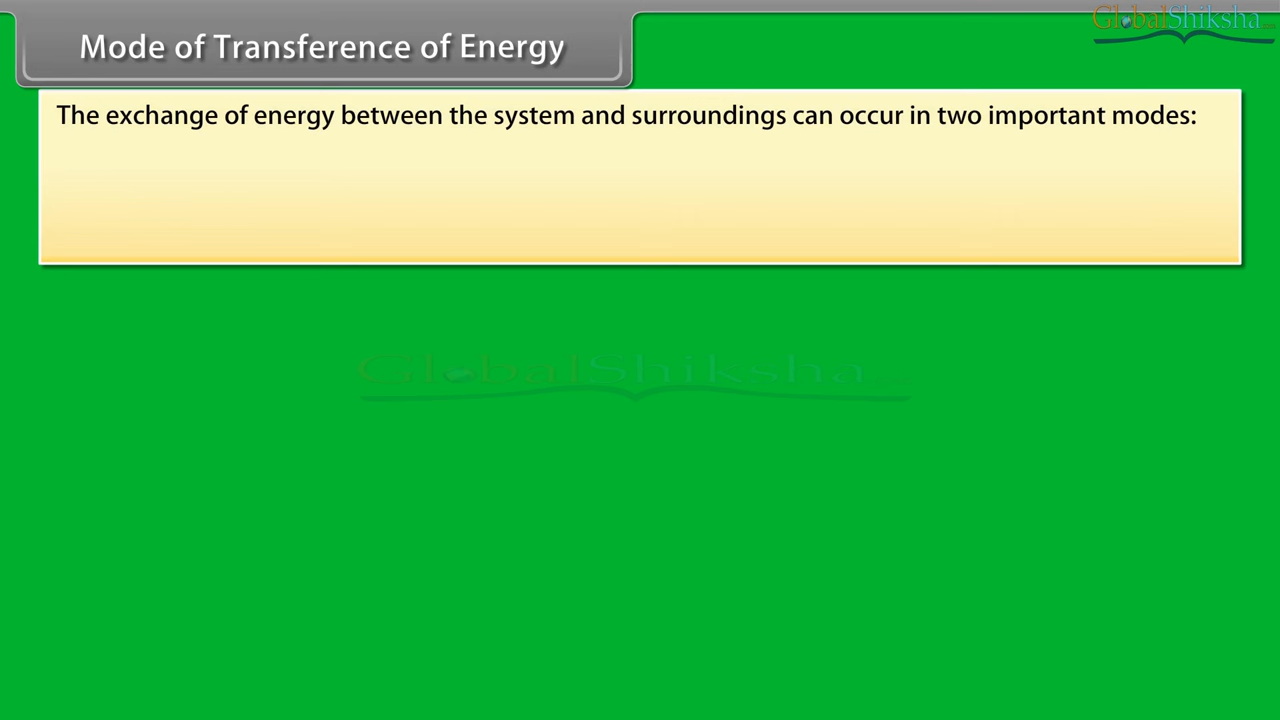 Mode of Transference of Energy
GlobalShiksha
The exchange of energy between the system and surroundings can occur in two important modes:
GlobalShiksha